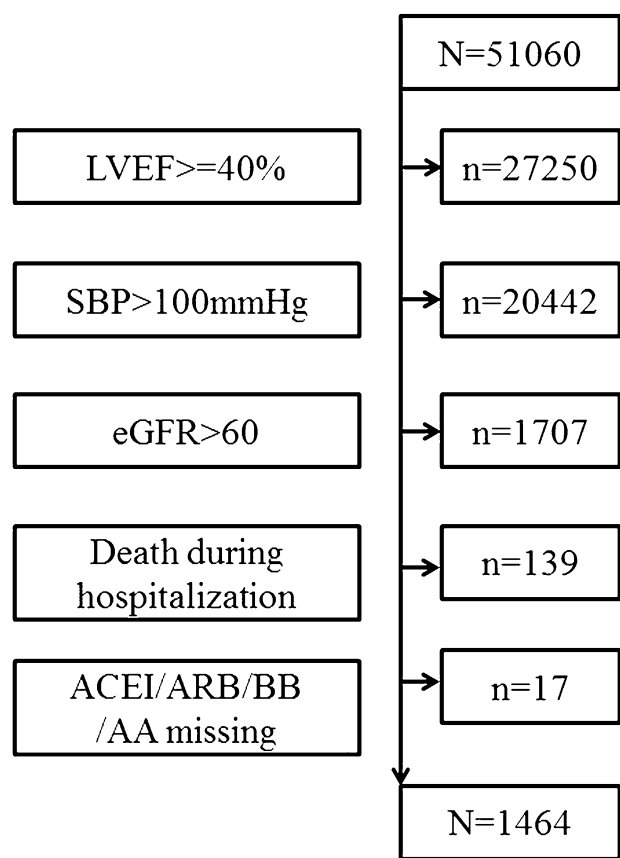 N=51060
LVEF>=40%
n=27250
SBP>100mmHg
n=20442
eGFR>60
n=1707
Death during
hospitalization
n=139
ACEI/ARB/BB
/AA missing
n=17
N=1464